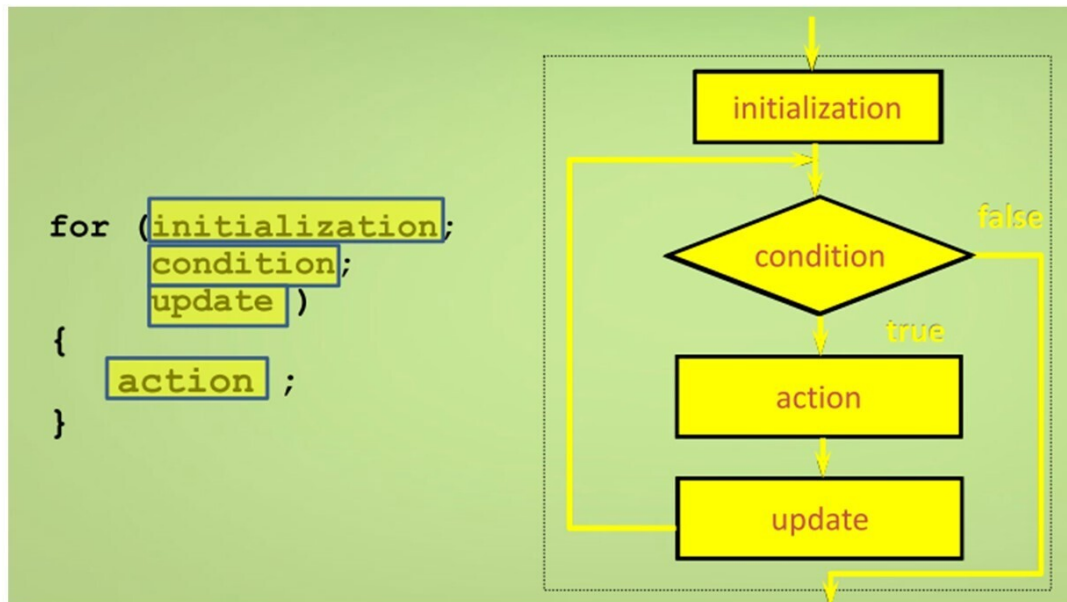 for (initialization;
condition;
update )
{
action ;
}
initialization
condition
false
true
action
update